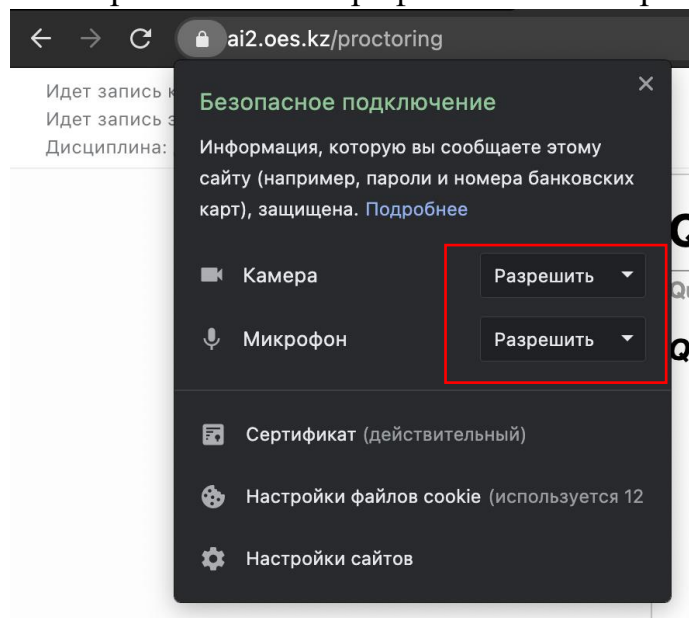 ai2.oes.kz/proctoring
Идет запись
Идет запись
Дисциплина:
Безопасное подключение
Информация, которую вы сообщаете этому
сайту (например, пароли и номера банковских
карт), защищена. Подробнее
Камера Разрешить
Микрофон Разрешить
Сертификат (действительный)
Настройки файлов cookie (используется 12
Настройки сайтов